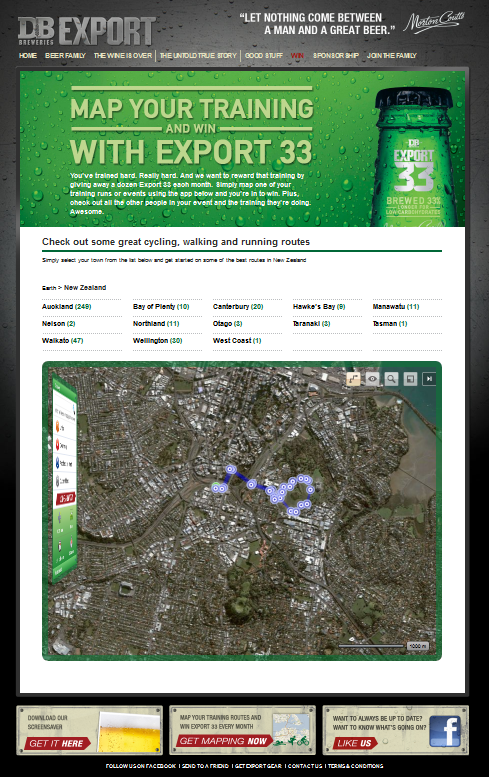 DB EXPORT
BREWERIES
"LET NOTHING COME BETWEEN
A MAN AND A GREAT BEER."
Morton Coutts
HOME BEER FAMILY THE WINE IS OVER THE UNTOLD TRUE STORY GOOD STUFF WIN SPONSORSHIP JOIN THE FAMILY
MAP YOUR TRAINING
AND WIN
WITH EXPORT 33
You've trained hard. Really hard. And we want to reward that training by
giving away a dozen Export 33 each month. Simply map one of your
training runs or events using the app below and you're in to win. Plus,
check out all the other people in your event and the training they're doing.
Awesome.
DB
EXPORT
33
BREWED 33%
LONGER FOR
LOW CARBOHYDRATES
Check out some great cycling, walking and running routes
Simply select your town from the list below and get started on some of the best routes in New Zealand
Earth > New Zealand
Auckland (249) Bay of Plenty (10) Canterbury (20) Hawke's Bay (9) Manawatu (11)
Nelson (2) Northland (11) Otago (3) Taranaki (3) Tasman (1)
Waikato (47) Wellington (30) West Coast (1)
1000 m
DOWNLOAD OUR
SCREENSAVER
GET IT HERE
MAP YOUR TRAINING ROUTES AND
WIN EXPORT 33 EVERY MONTH
GET MAPPING NOW
WANT TO ALWAYS BE UP TO DATE?
WANT TO KNOW WHAT'S GOING ON?
LIKE US
f
FOLLOW US ON FACEBOOK | SEND TO A FRIEND | GET EXPORT GEAR | CONTACT US | TERMS & CONDITIONS